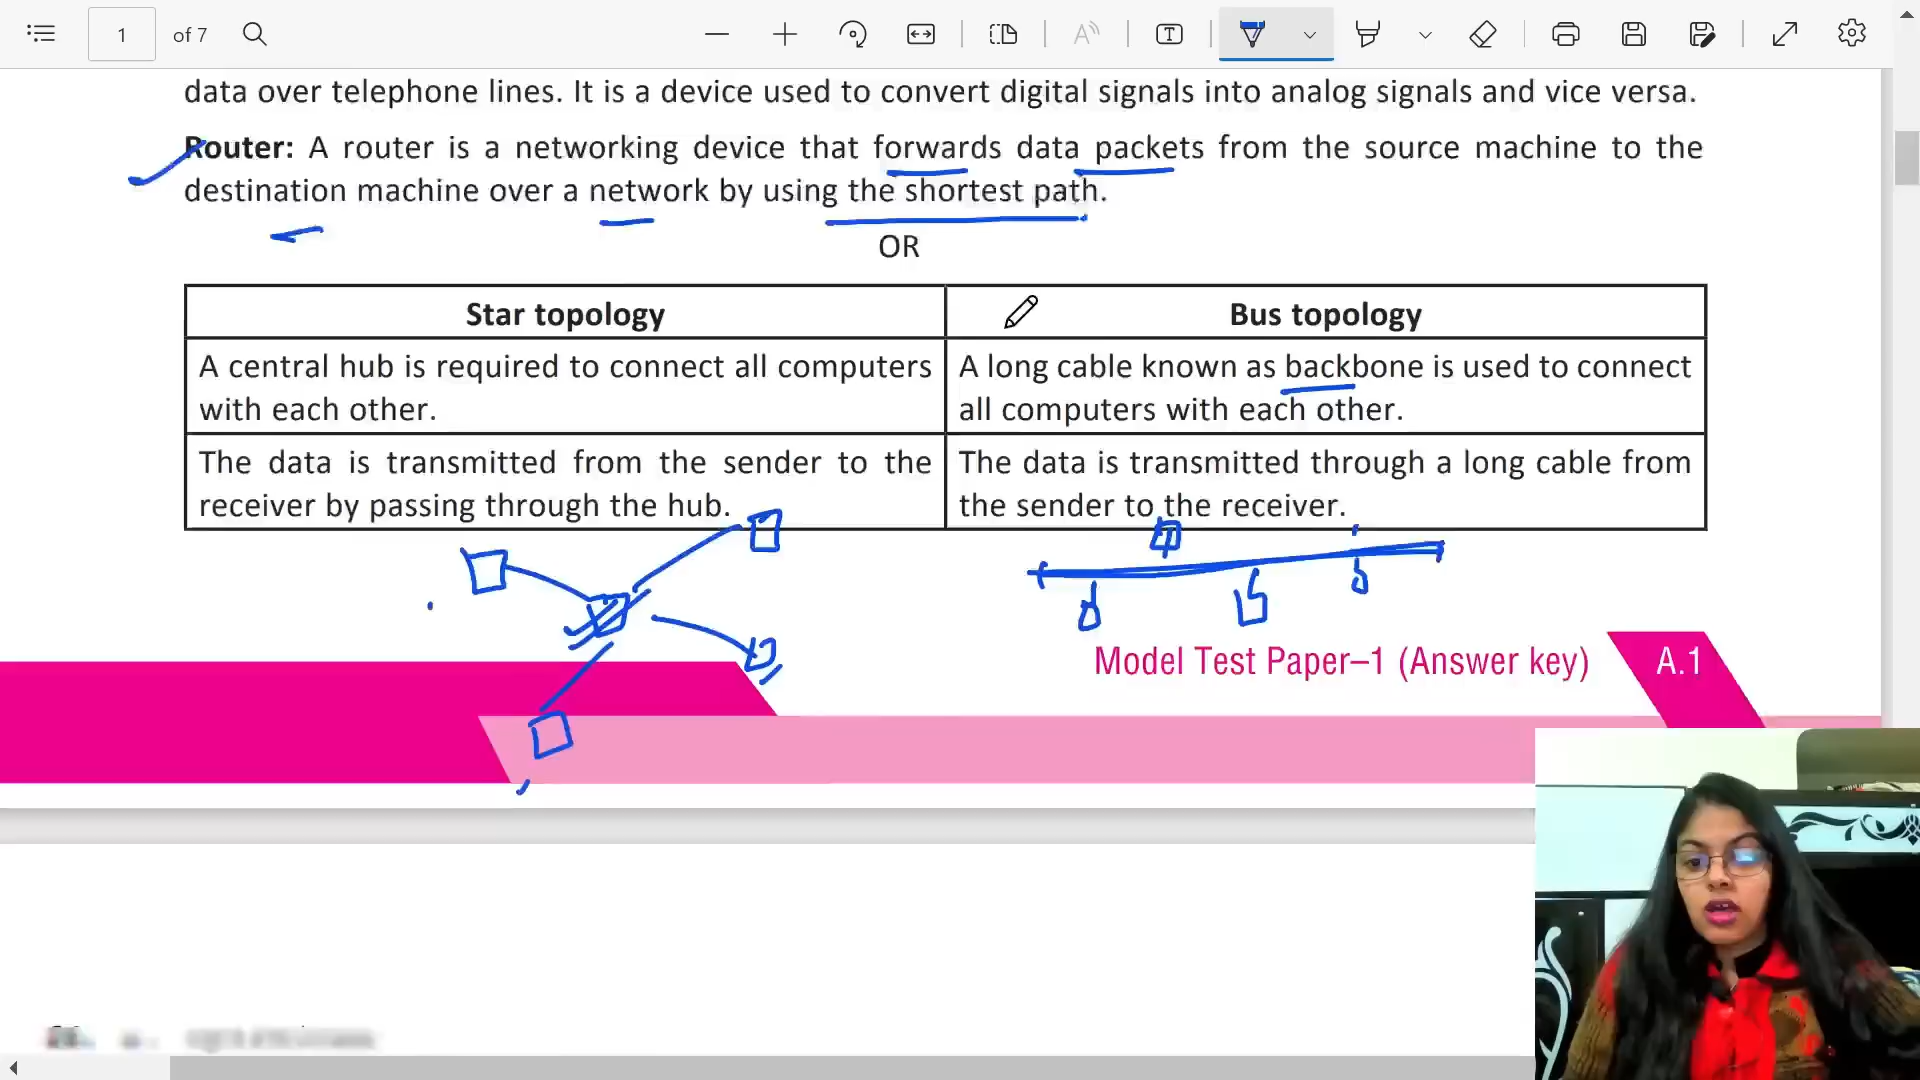 1 of 7
data over telephone lines. It is a device used to convert digital signals into analog signals and vice versa.
Router: A router is a networking device that forwards data packets from the source machine to the
destination machine over a network by using the shortest path.
OR
Star topology
Bus topology
A central hub is required to connect all computers
with each other.
A long cable known as backbone is used to connect
all computers with each other.
The data is transmitted from the sender to the
receiver by passing through the hub.
The data is transmitted through a long cable from
the sender to the receiver.
Model Test Paper–1 (Answer key) A.1